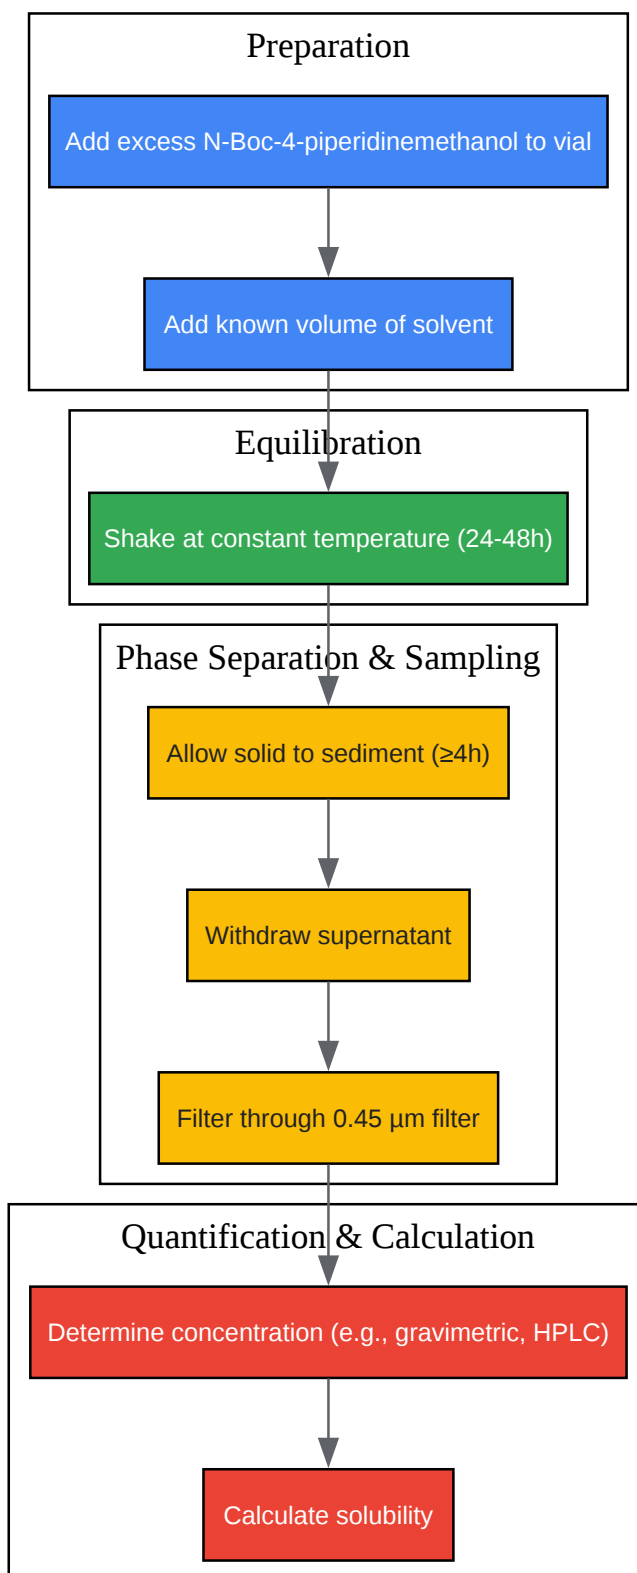 Preparation
Add excess N-Boc-4-piperidinemethanol to vial
Add known volume of solvent
Equilibration
Shake at constant temperature (24-48h)
Phase Separation & Sampling
Allow solid to sediment (≥4h)
Withdraw supernatant
Filter through 0.45 µm filter
Quantification & Calculation
Determine concentration (e.g., gravimetric, HPLC)
Calculate solubility